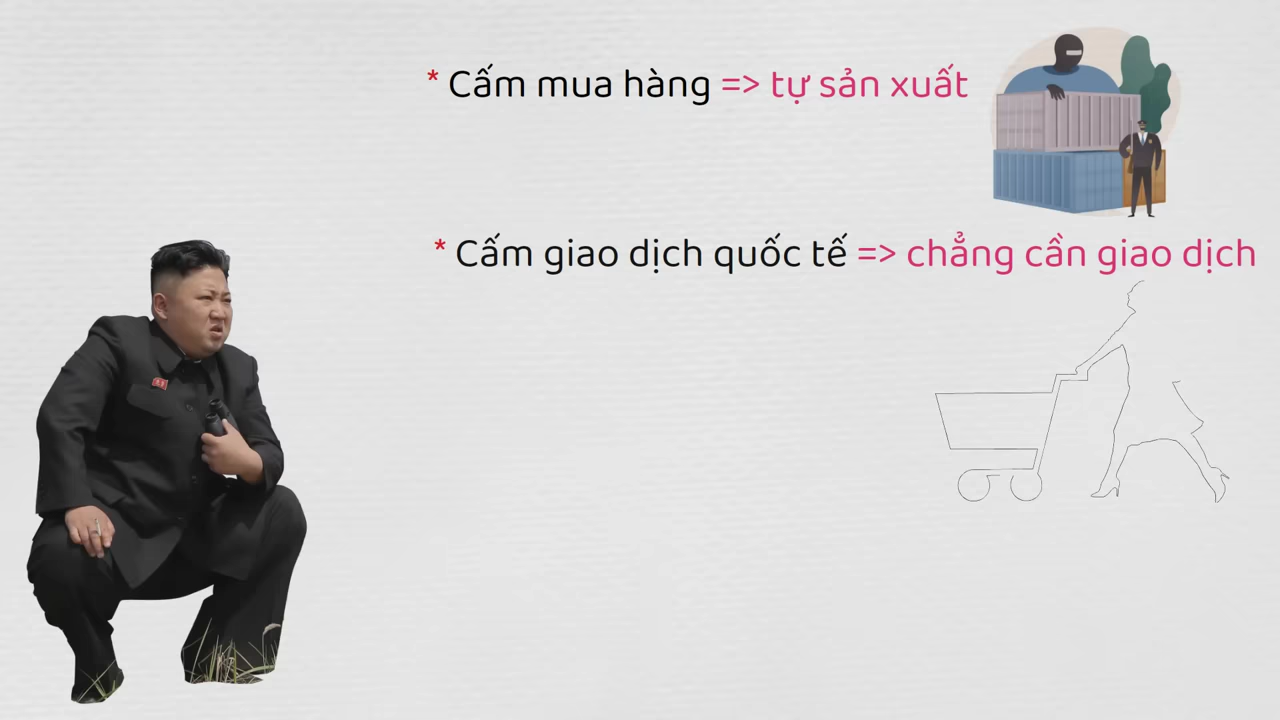 * Cấm mua hàng => tự sản xuất
* Cấm giao dịch quốc tế => chẳng cần giao dịch